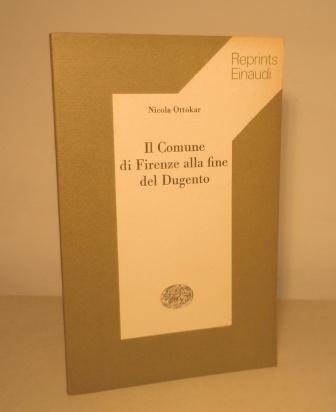 Reprints
Einaudi
Nicola Ottokar
Il Comune
di Firenze alla fine
del Dugento